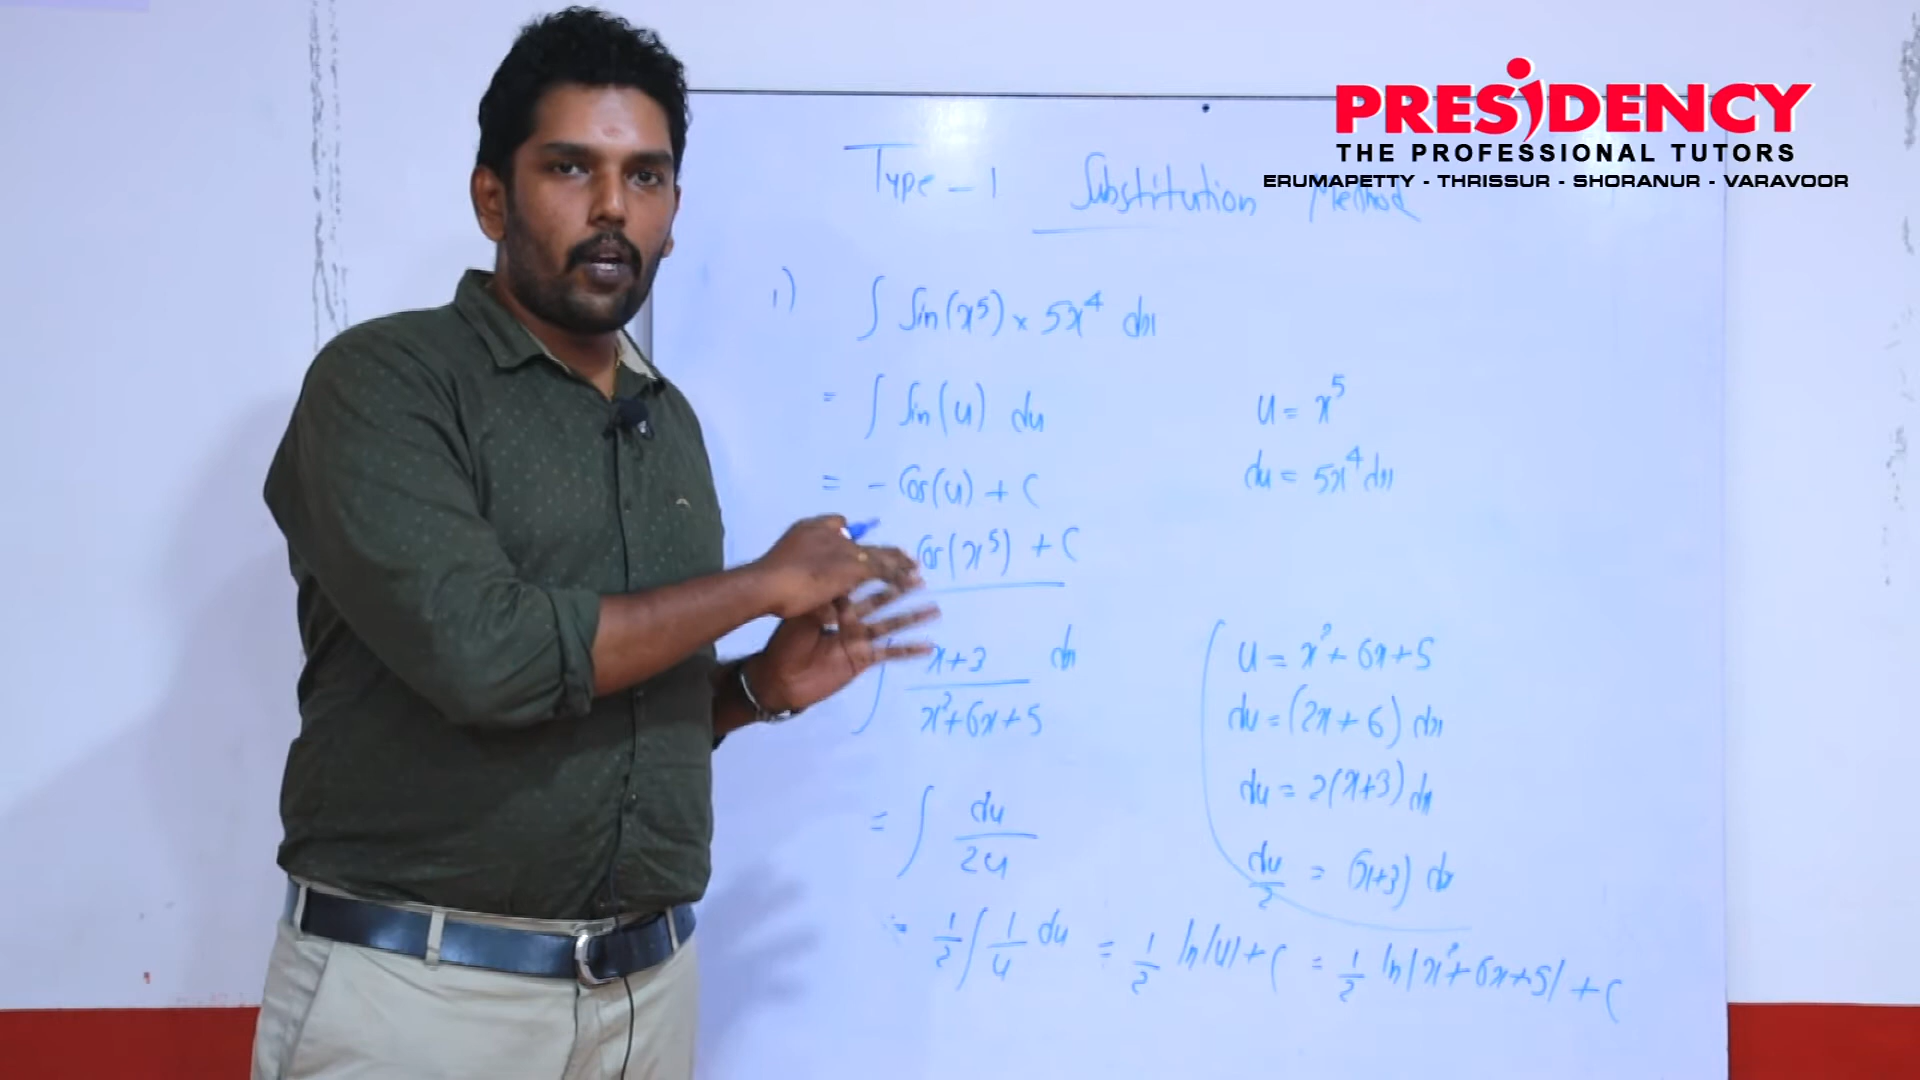 PRESIDENCY
THE PROFESSIONAL TUTORS
ERUMAPETTY - THRISSUR - SHORANUR - VARAVOOR
Type - 1 Substitution Method
1) ∫ Sin(x⁵) × 5x⁴ dx
= ∫ Sin(u) du
u = x⁵
= - Cos(u) + C
du = 5x⁴ dx
Cos(x⁵) + C
∫ x+3 / x²+6x+5 dx
u = x²+6x+5
du = (2x+6) dx
= ∫ du / 2u
du = 2(x+3) dx
du/2 = (x+3) dx
= 1/2 ∫ 1/u du = 1/2 ln|u| + C = 1/2 ln|x²+6x+5| + C